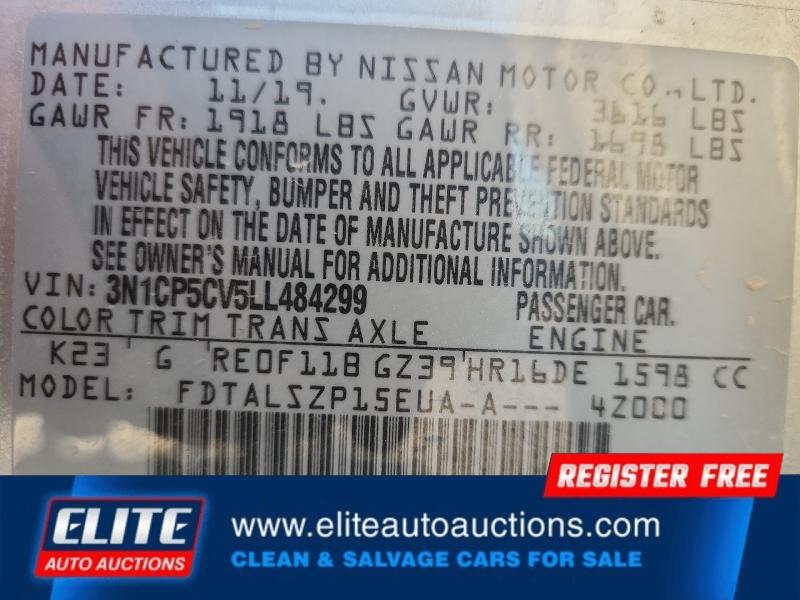 MANUFACTURED BY NISSAN MOTOR CO., LTD.
DATE: 11/19. GVWR: 3616 LBS
GAWR FR: 1918 LBS GAWR RR: 1698 LBS
THIS VEHICLE CONFORMS TO ALL APPLICABLE FEDERAL MOTOR
VEHICLE SAFETY, BUMPER AND THEFT PREVENTION STANDARDS
IN EFFECT ON THE DATE OF MANUFACTURE SHOWN ABOVE.
SEE OWNER'S MANUAL FOR ADDITIONAL INFORMATION.
VIN: 3N1CP5CV5LL484299 PASSENGER CAR.
COLOR TRIM TRANS AXLE ENGINE
K23 G RE0F11B GZ39 HR16DE 1598 CC
MODEL: FDTALSZP15EUA-A--- 4Z000
REGISTER FREE
ELITE
AUTO AUCTIONS
www.eliteautoauctions.com
CLEAN & SALVAGE CARS FOR SALE